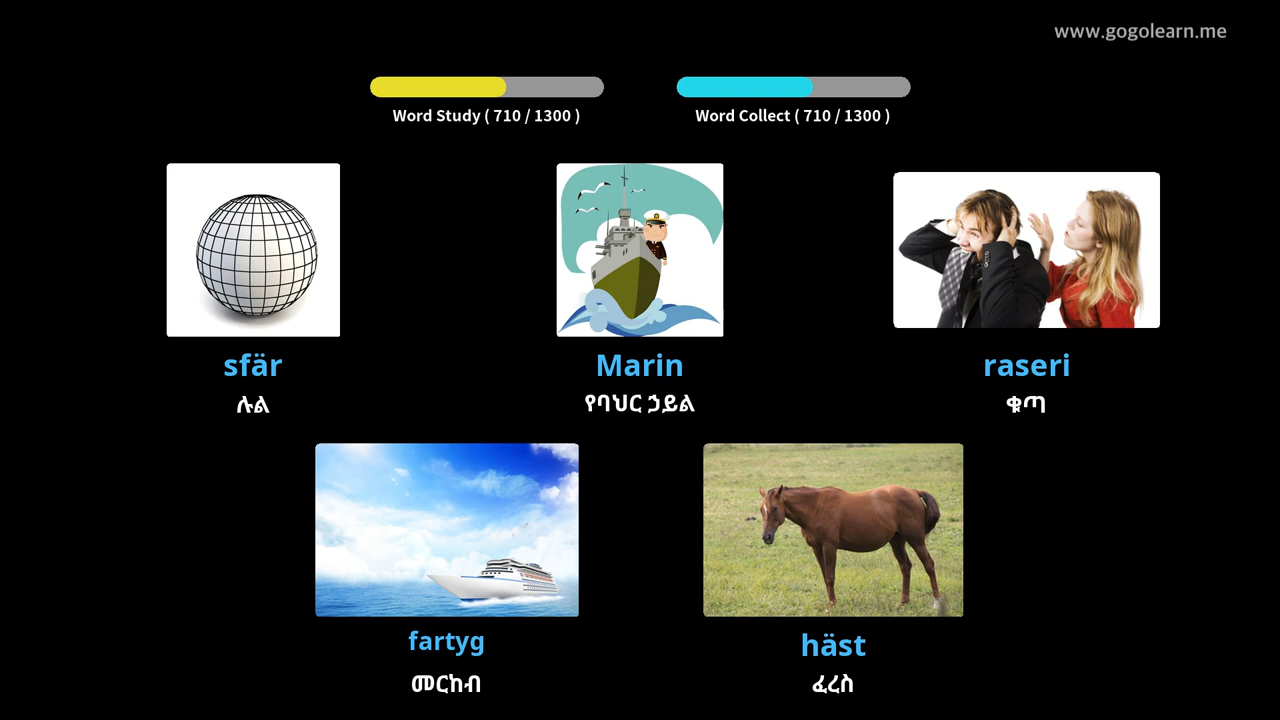 www.gogolearn.me
Word Study ( 710 / 1300 )
Word Collect ( 710 / 1300 )
sfär
ሉል
Marin
የባህር ኃይል
raseri
ቁጣ
fartyg
መርከብ
häst
ፈረስ